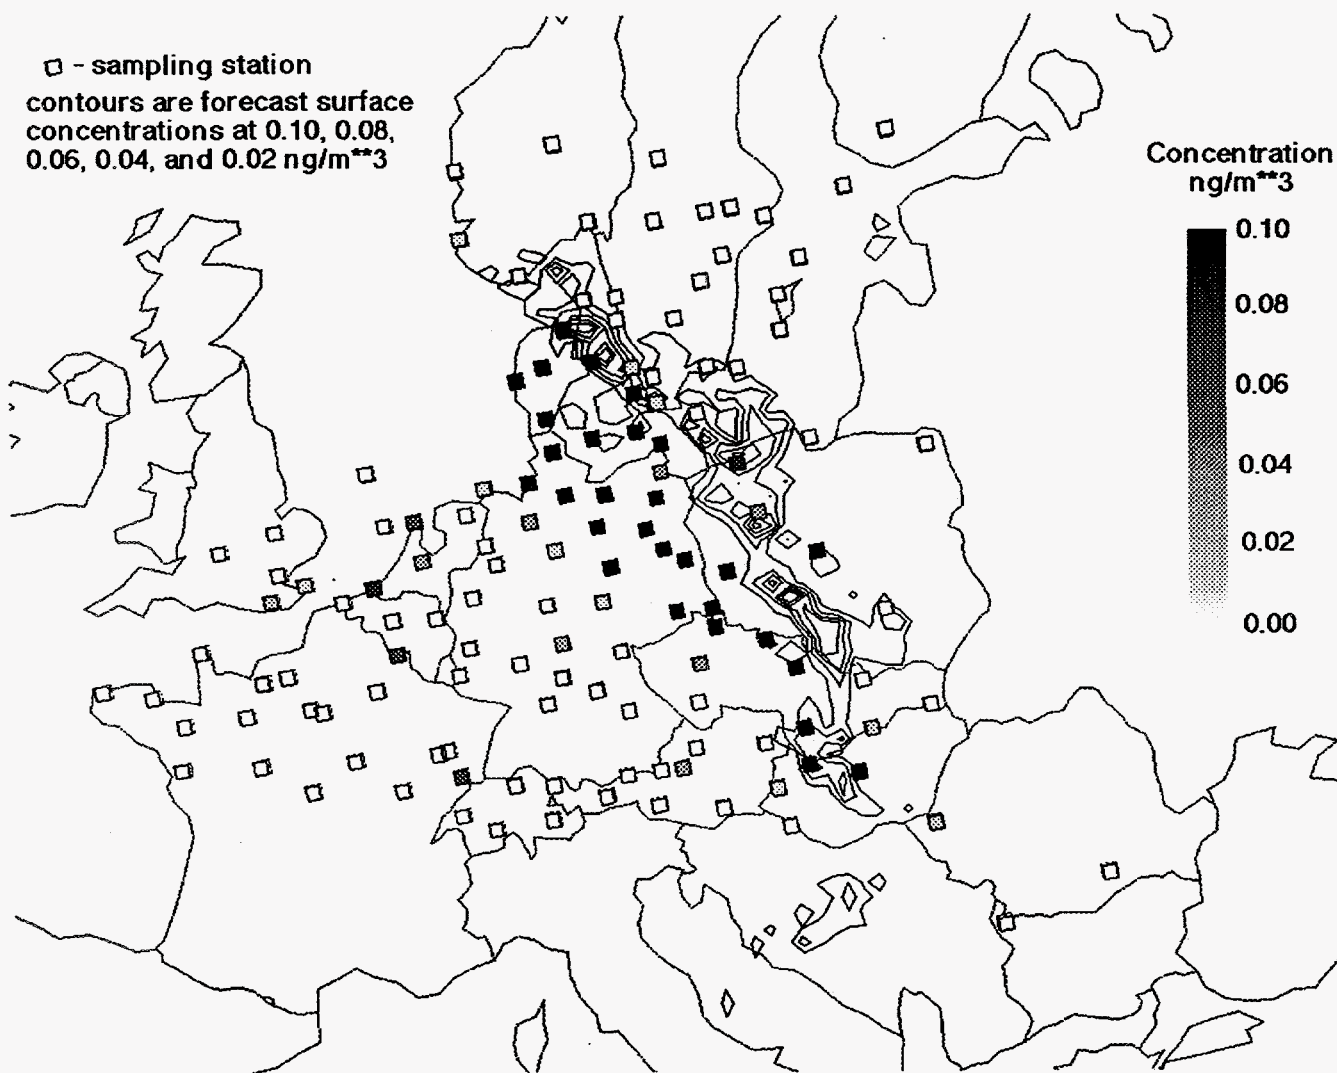 - sampling station
contours are forecast surface
concentrations at 0.10, 0.08,
0.06, 0.04, and 0.02 ng/m**3
Concentration
ng/m**3
0.10
0.08
0.06
0.04
0.02
0.00